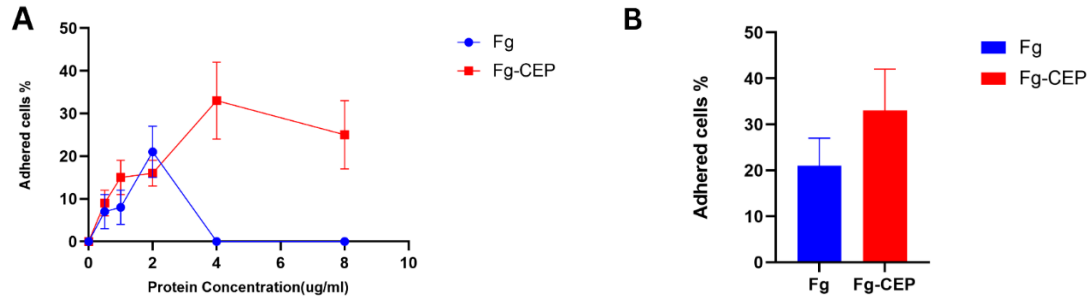 A
Adhered cells %
50
40
30
20
10
0
0
2
4
6
8
10
Protein Concentration(ug/ml)
Fg
Fg-CEP
B
Adhered cells %
50
40
30
20
10
0
Fg
Fg-CEP
Fg
Fg-CEP